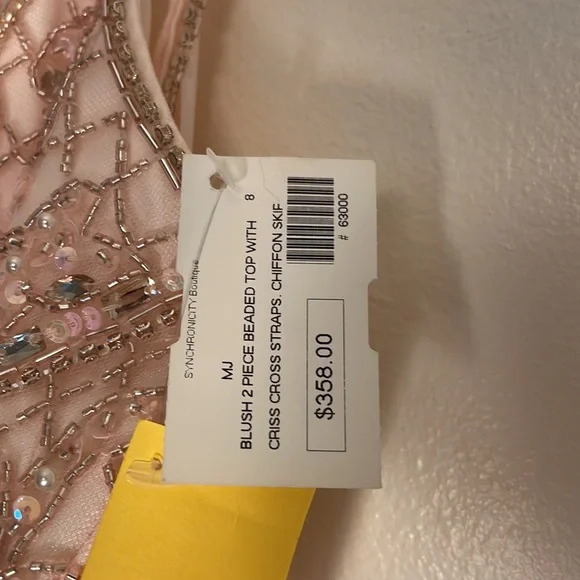 SYNCHRONICITY Boutique
MJ
BLUSH 2 PIECE BEADED TOP WITH 8
CRISS CROSS STRAPS. CHIFFON SKIF
# 63000
$358.00